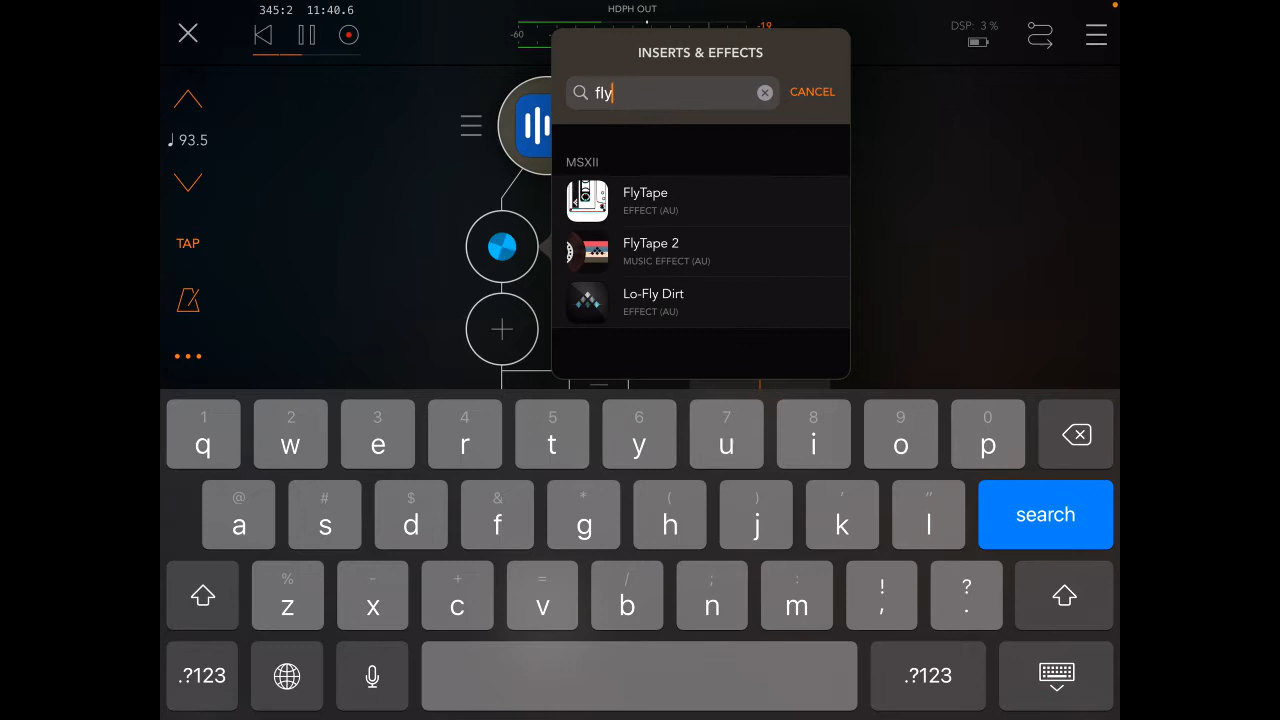 345:2 11:40.6
HDPH OUT
-60
-19
DSP: 3 %
INSERTS & EFFECTS
fly
CANCEL
93.5
TAP
MSXII
FlyTape
EFFECT (AU)
FlyTape 2
MUSIC EFFECT (AU)
Lo-Fly Dirt
EFFECT (AU)
1 2 3 4 5 6 7 8 9 0
q w e r t y u i o p
@ # $ & * ( ) ' "
a s d f g h j k l
search
% - + = / ; : ! ?
z x c v b n m , .
.?123
.?123